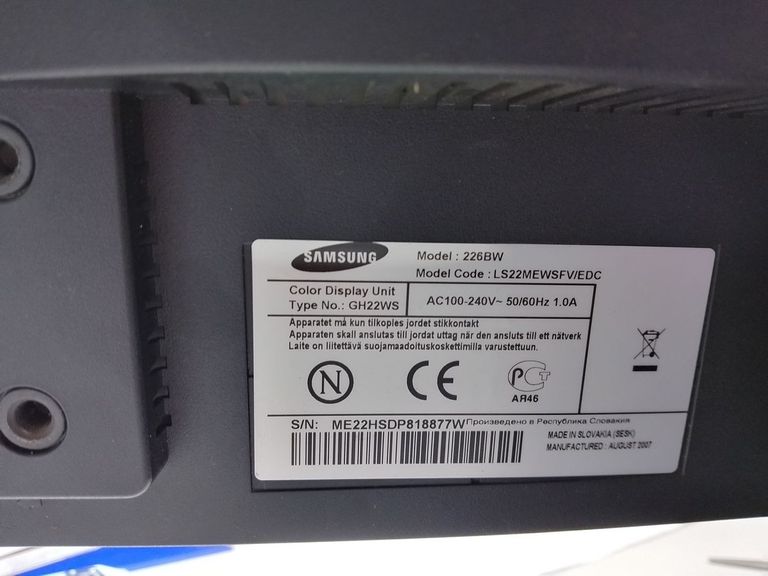 SAMSUNG
Model : 226BW
Model Code : LS22MEWSFV/EDC
Color Display Unit
Type No.: GH22WS
AC100-240V~ 50/60Hz 1.0A
Apparatet må kun tilkoples jordet stikkontakt
Apparaten skall anslutas till jordat uttag när den ansluts till ett nätverk
Laite on liitettävä suojamaadoituskoskettimilla varustettuun.
N
CE
РСТ
АЯ46
S/N: ME22HSDP818877W
Произведено в Республика Словакия
MADE IN SLOVAKIA (SESK)
MANUFACTURED : AUGUST 2007